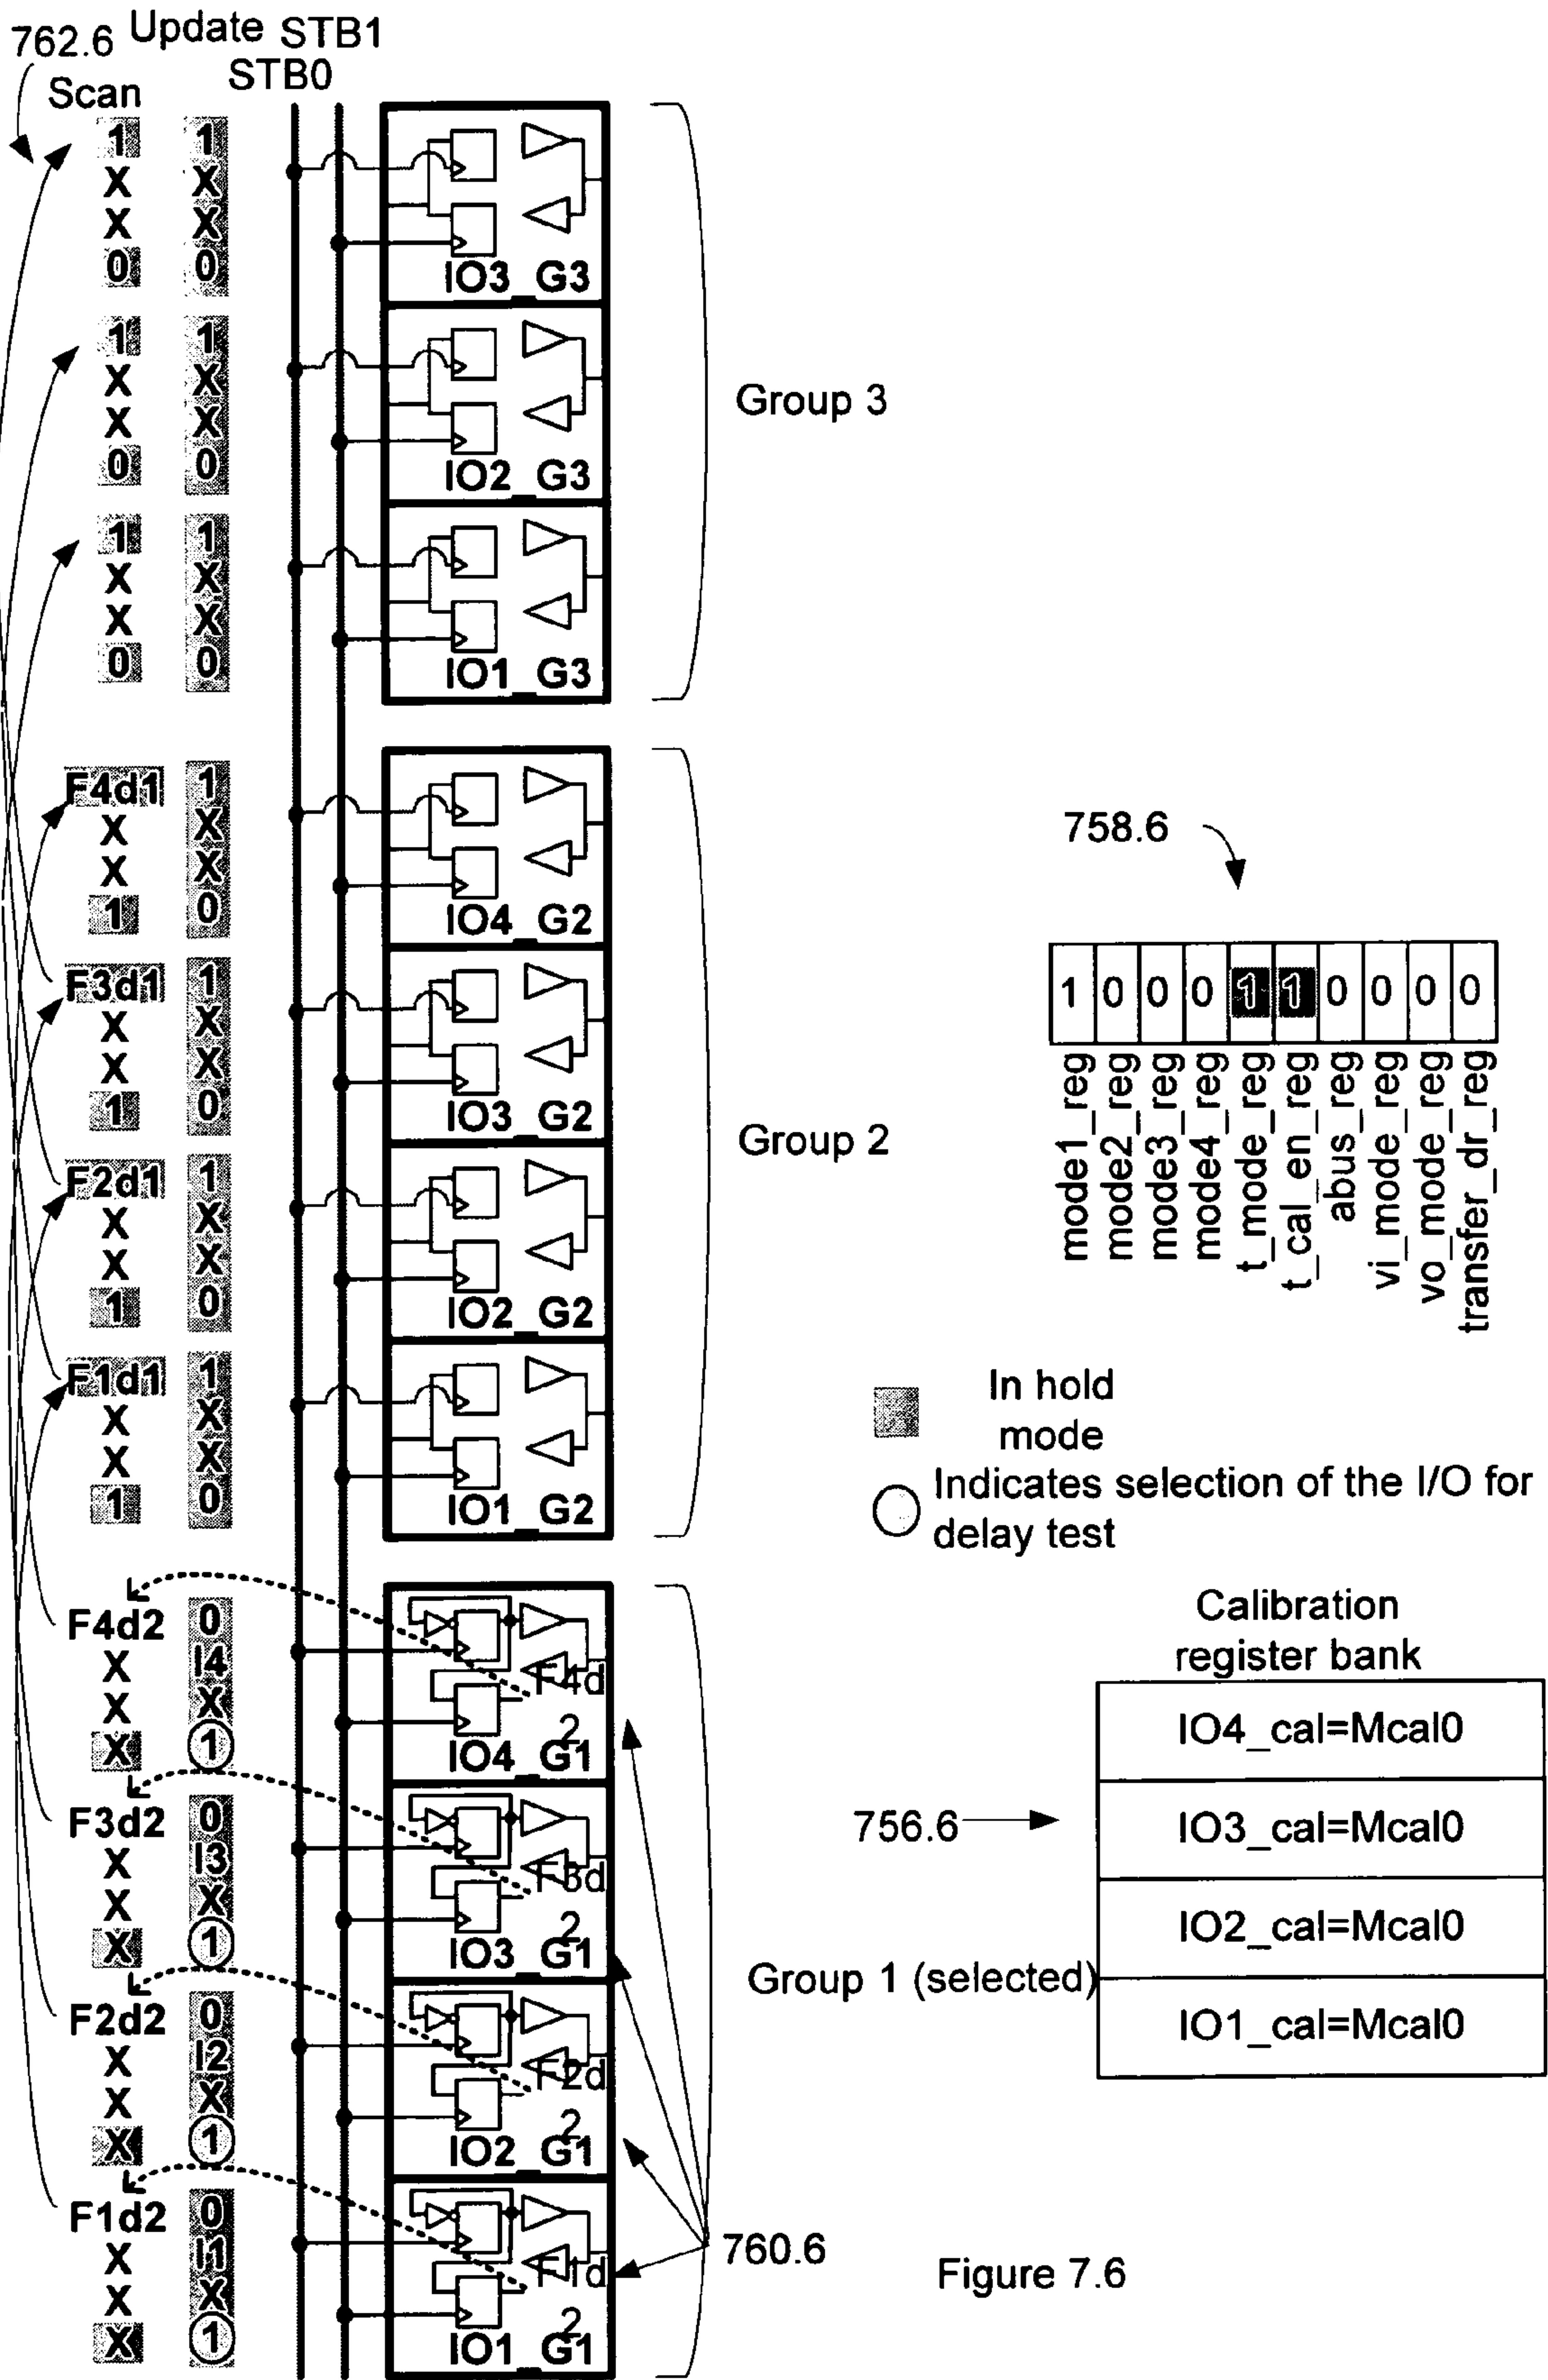 762.6 Update STB1
STB0
Scan
1 1
X X
X X
0 0
IO3_G3
1 1
X X
X X
0 0
IO2_G3
1 1
X X
X X
0 0
IO1_G3
Group 3
F4d1 1
X X
X X
1 0
IO4_G2
F3d1 1
X X
X X
1 0
IO3_G2
F2d1 1
X X
X X
1 0
IO2_G2
F1d1 1
X X
X X
1 0
IO1_G2
Group 2
758.6
1 0 0 0 1 1 0 0 0 0
mode1_reg
mode2_reg
mode3_reg
mode4_reg
t_mode_reg
t_cal_en_reg
abus_reg
vi_mode_reg
vo_mode_reg
transfer_dr_reg
In hold
mode
Indicates selection of the I/O for
delay test
F4d2 0
X I4
X X
X 1
F4d
2
IO4_G1
F3d2 0
X I3
X X
X 1
F3d
2
IO3_G1
F2d2 0
X I2
X X
X 1
F2d
2
IO2_G1
F1d2 0
X I1
X X
X 1
F1d
2
IO1_G1
Group 1 (selected)
760.6
Calibration
register bank
756.6
IO4_cal=Mcal0
IO3_cal=Mcal0
IO2_cal=Mcal0
IO1_cal=Mcal0
Figure 7.6